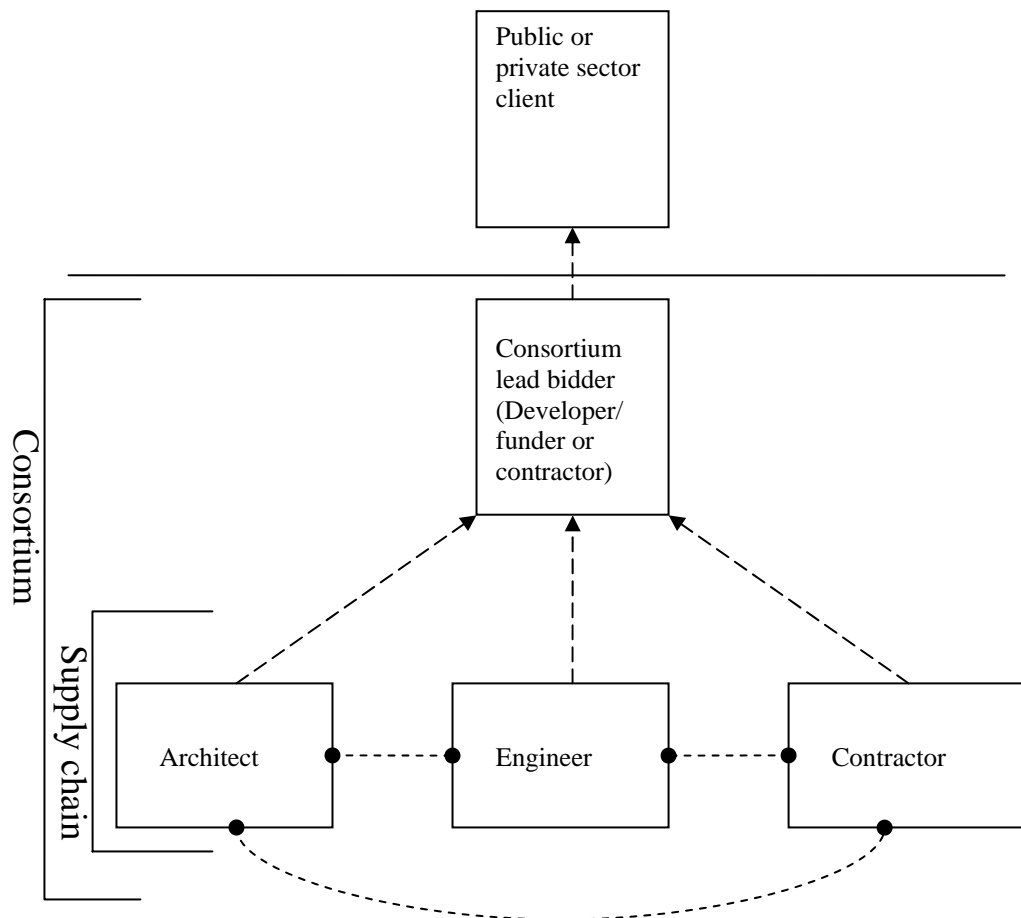 Public or
private sector
client
Consortium
lead bidder
(Developer/
funder or
contractor)
Consortium
Supply chain
Architect
Engineer
Contractor